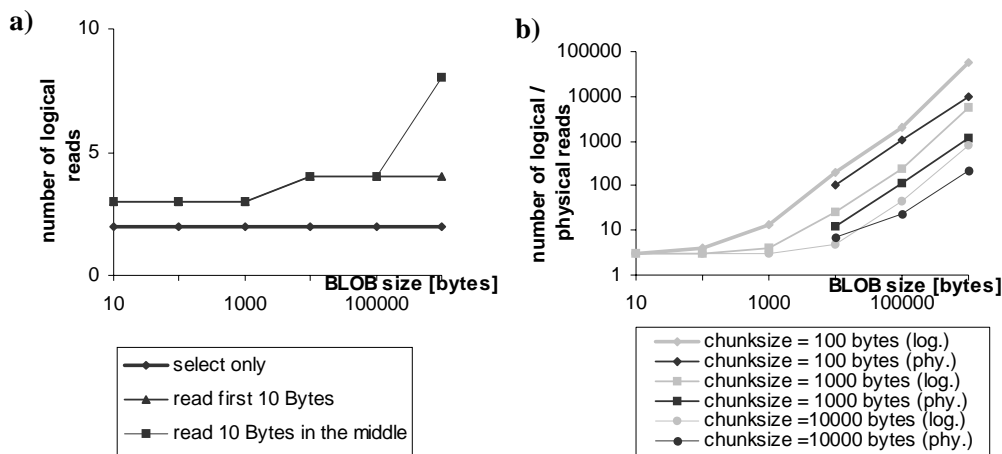 a)
number of logical
reads
10
5
0
10
1000
100000
BLOB size [bytes]
select only
read first 10 Bytes
read 10 Bytes in the middle
b)
number of logical /
physical reads
100000
10000
1000
100
10
1
10
1000
100000
BLOB size [bytes]
chunksize = 100 bytes (log.)
chunksize = 100 bytes (phy.)
chunksize = 1000 bytes (log.)
chunksize = 1000 bytes (phy.)
chunksize =10000 bytes (log.)
chunksize =10000 bytes (phy.)